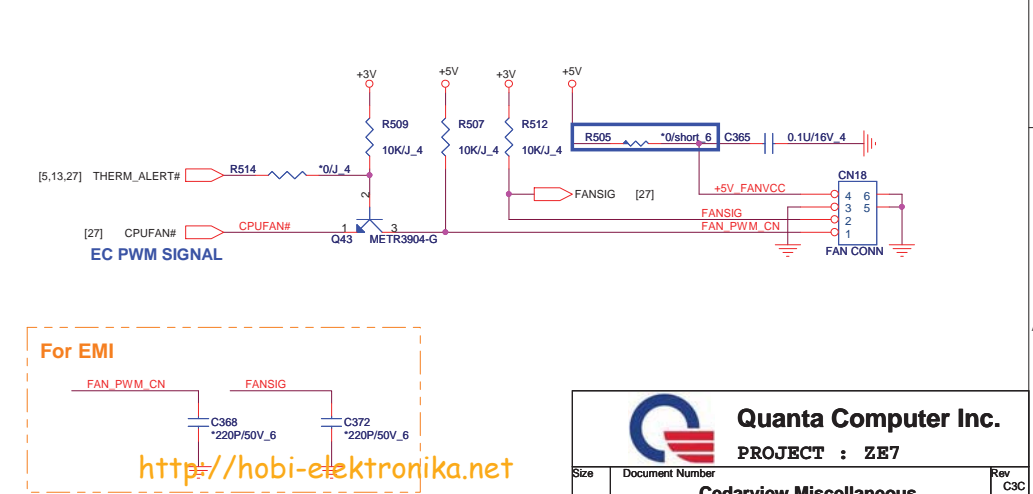 +3V
+5V
+3V
+5V
R509
10K/J_4
R507
10K/J_4
R512
10K/J_4
R505
*0/short_6
C365
0.1U/16V_4
[5,13,27] THERM_ALERT#
R514
*0/J_4
2
FANSIG [27]
+5V_FANVCC
CN18
4 6
3 5
2
1
FANSIG
FAN_PWM_CN
FAN CONN
[27] CPUFAN#
CPUFAN#
1
3
Q43
METR3904-G
EC PWM SIGNAL
For EMI
FAN_PWM_CN
FANSIG
C368
*220P/50V_6
C372
*220P/50V_6
http://hobi-elektronika.net
Quanta Computer Inc.
PROJECT : ZE7
Size
Document Number
Rev
C3C
Cedarview Miscellaneous